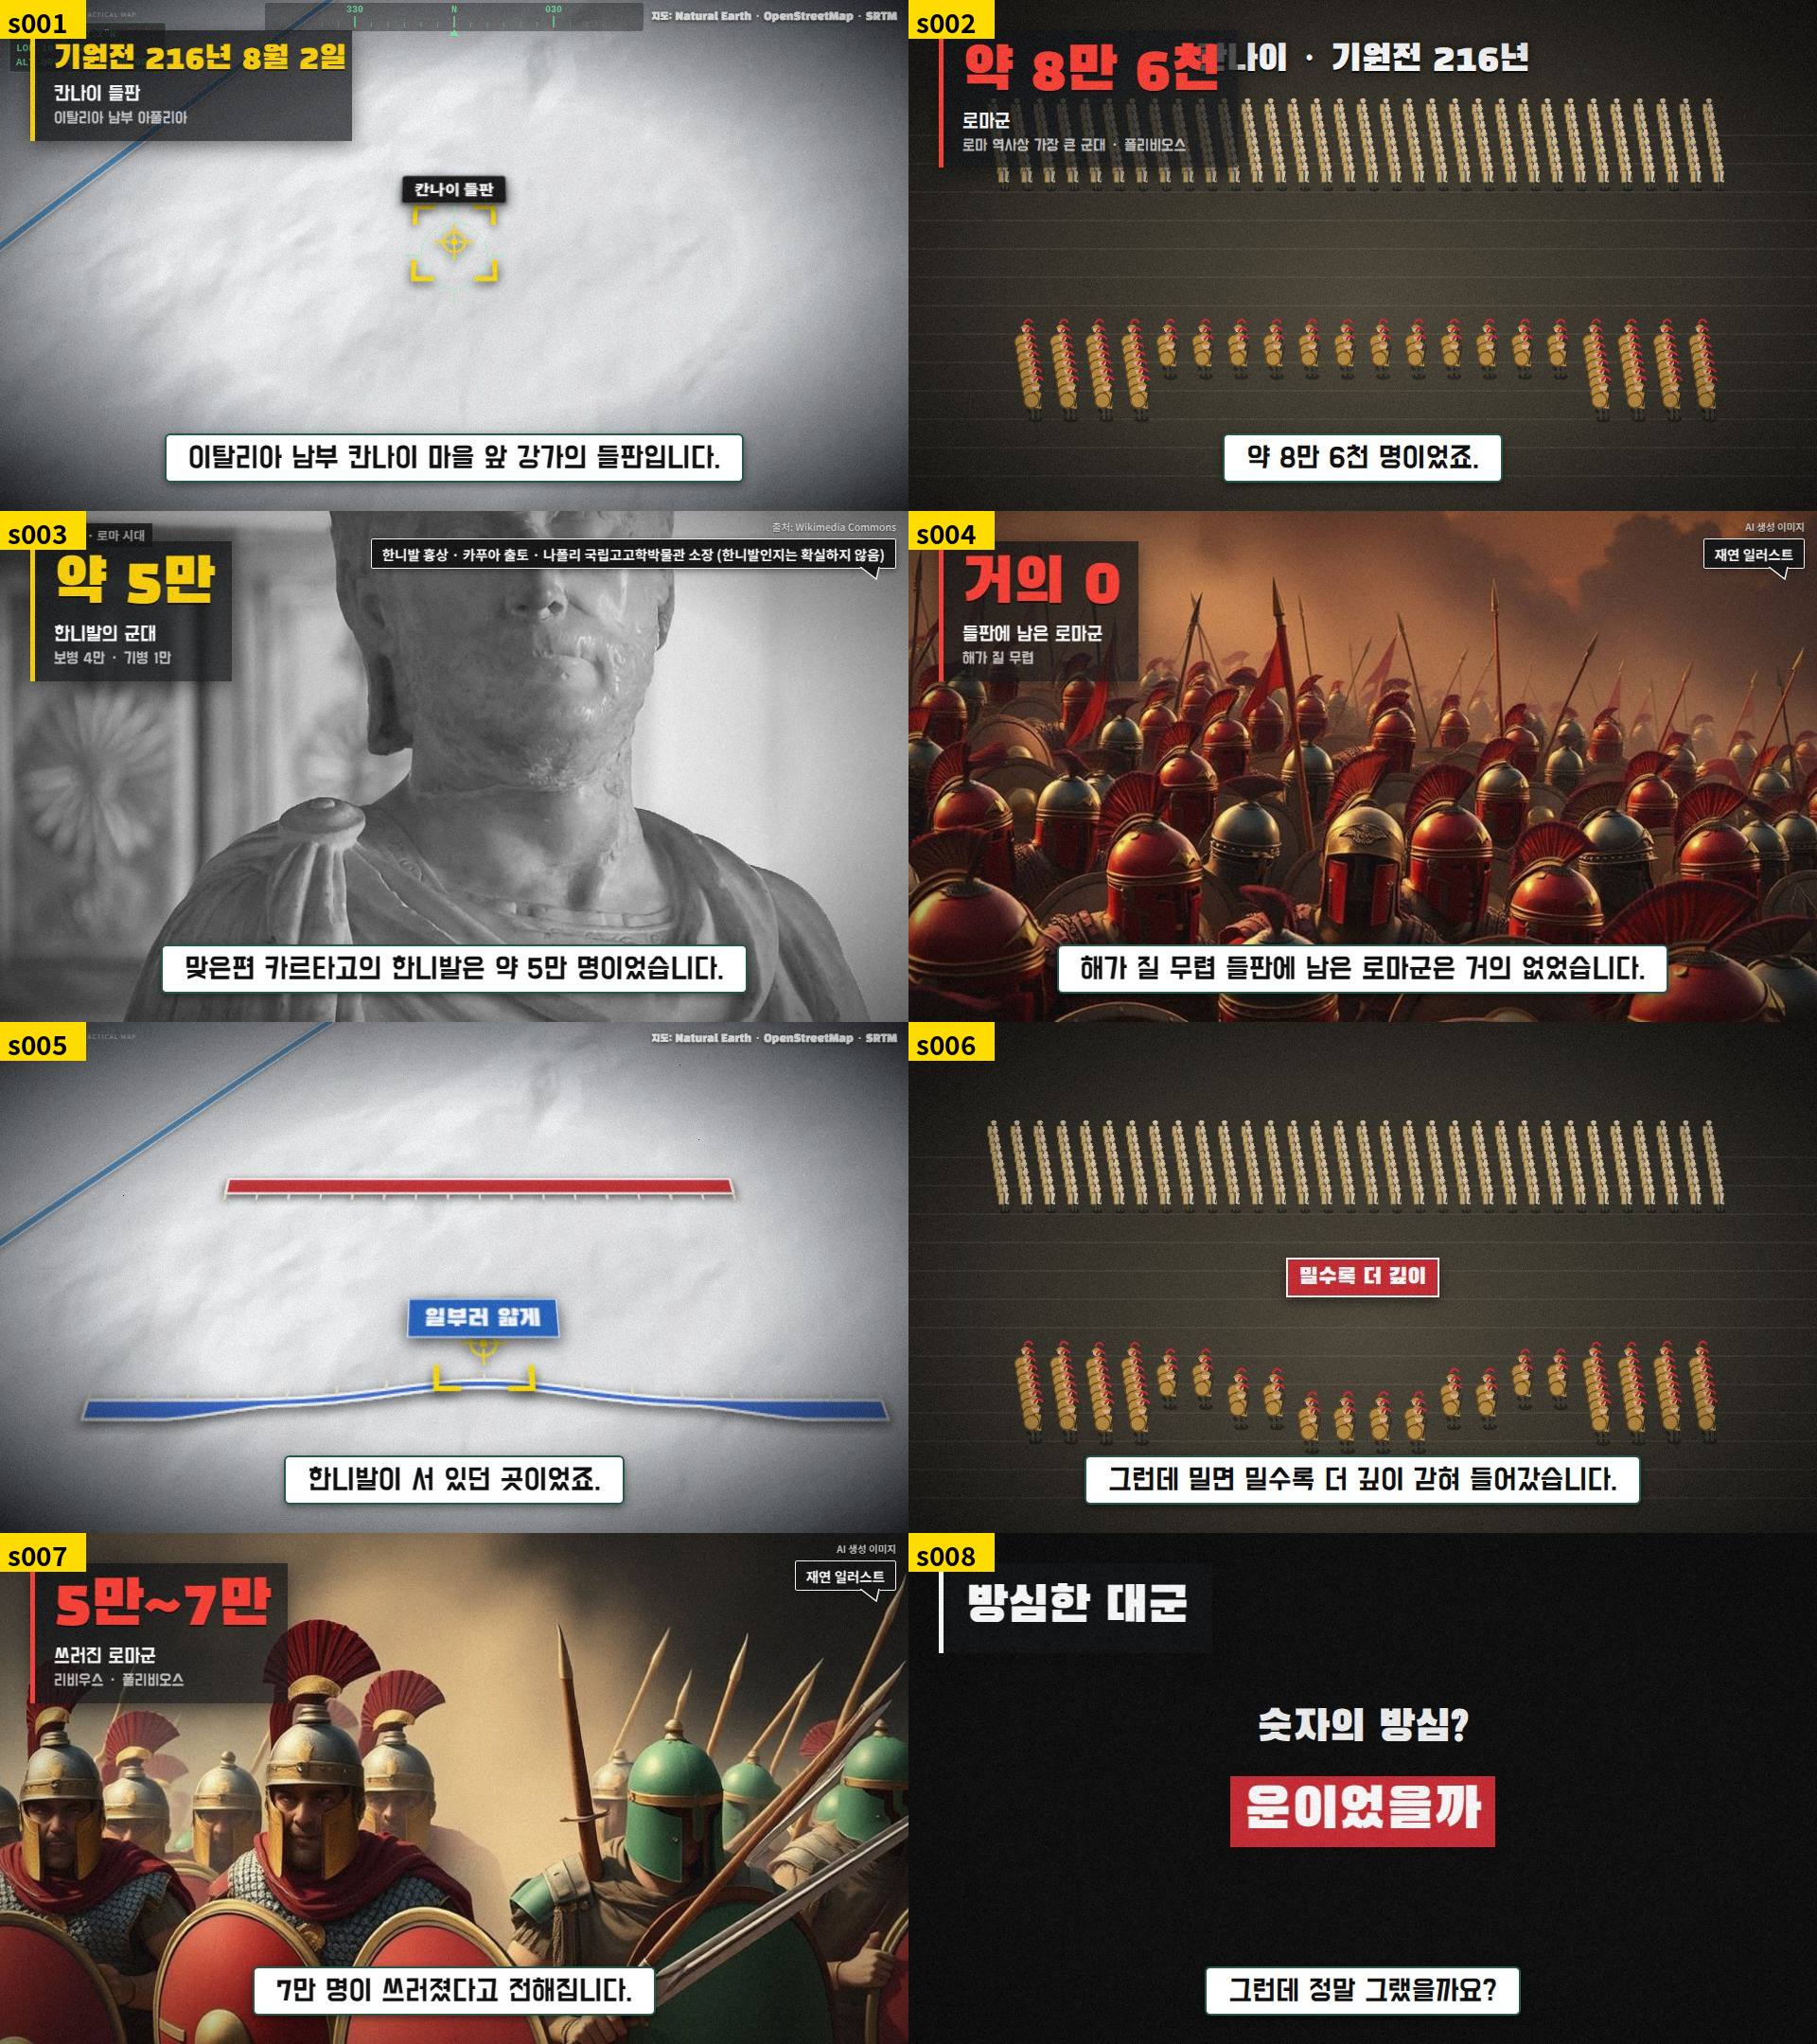 s001
330
N
030
지도: Natural Earth · OpenStreetMap · SRTM
기원전 216년 8월 2일
칸나이 들판
이탈리아 남부 아풀리아
칸나이 들판
이탈리아 남부 칸나이 마을 앞 강가의 들판입니다.
s002
약 8만 6천
나이 · 기원전 216년
로마군
로마 역사상 가장 큰 군대 · 폴리비오스
약 8만 6천 명이었죠.
s003
· 로마 시대
출처: Wikimedia Commons
한니발 흉상 · 카푸아 출토 · 나폴리 국립고고학박물관 소장 (한니발인지는 확실하지 않음)
약 5만
한니발의 군대
보병 4만 · 기병 1만
맞은편 카르타고의 한니발은 약 5만 명이었습니다.
s004
AI 생성 이미지
재연 일러스트
거의 0
들판에 남은 로마군
해가 질 무렵
해가 질 무렵 들판에 남은 로마군은 거의 없었습니다.
s005
ACTICAL MAP
지도: Natural Earth · OpenStreetMap · SRTM
일부러 얇게
한니발이 서 있던 곳이었죠.
s006
밀수록 더 깊이
그런데 밀면 밀수록 더 깊이 갇혀 들어갔습니다.
s007
AI 생성 이미지
재연 일러스트
5만~7만
쓰러진 로마군
리비우스 · 폴리비오스
7만 명이 쓰러졌다고 전해집니다.
s008
방심한 대군
숫자의 방심?
운이었을까
그런데 정말 그랬을까요?